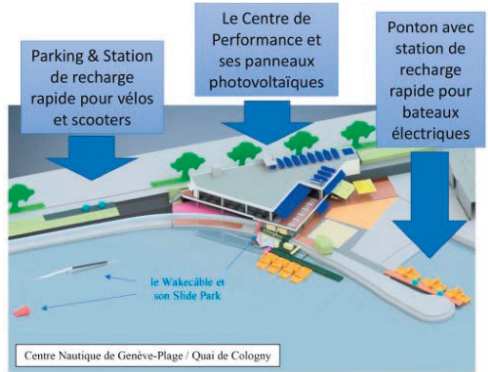 Parking & Station
de recharge
rapide pour vélos
et scooters
Le Centre de
Performance et
ses panneaux
photovoltaïques
Ponton avec
station de
recharge
rapide pour
bateaux
électriques
le Wakecâble et
son Slide Park
Centre Nautique de Genève-Plage / Quai de Cologny